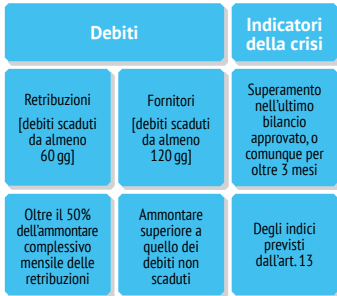 Debiti
Indicatori
della crisi
Retribuzioni
[debiti scaduti
da almeno
60 gg]
Fornitori
[debiti scaduti
da almeno
120 gg]
Superamento
nell'ultimo
bilancio
approvato, o
comunque per
oltre 3 mesi
Oltre il 50%
dell'ammontare
complessivo
mensile delle
retribuzioni
Ammontare
superiore a
quello dei
debiti non
scaduti
Degli indici
previsti
dall'art. 13